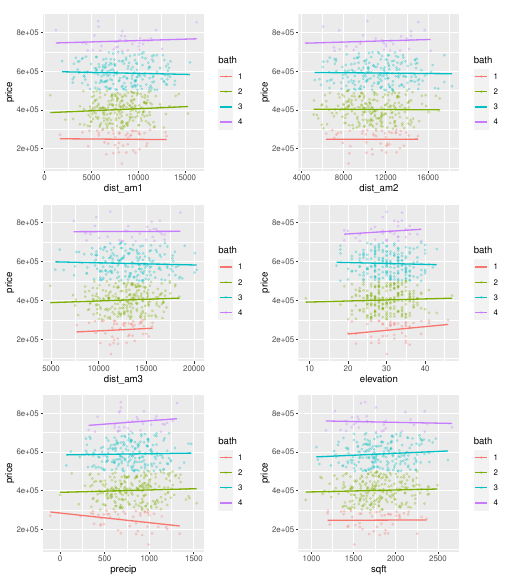 8e+05
6e+05
4e+05
2e+05
price
0
5000
10000
15000
dist_am1
bath
1
2
3
4
8e+05
6e+05
4e+05
2e+05
price
4000
8000
12000
16000
dist_am2
bath
1
2
3
4
8e+05
6e+05
4e+05
2e+05
price
5000
10000
15000
20000
dist_am3
bath
1
2
3
4
8e+05
6e+05
4e+05
2e+05
price
10
20
30
40
elevation
bath
1
2
3
4
8e+05
6e+05
4e+05
2e+05
price
0
500
1000
1500
precip
bath
1
2
3
4
8e+05
6e+05
4e+05
2e+05
price
1000
1500
2000
2500
sqft
bath
1
2
3
4